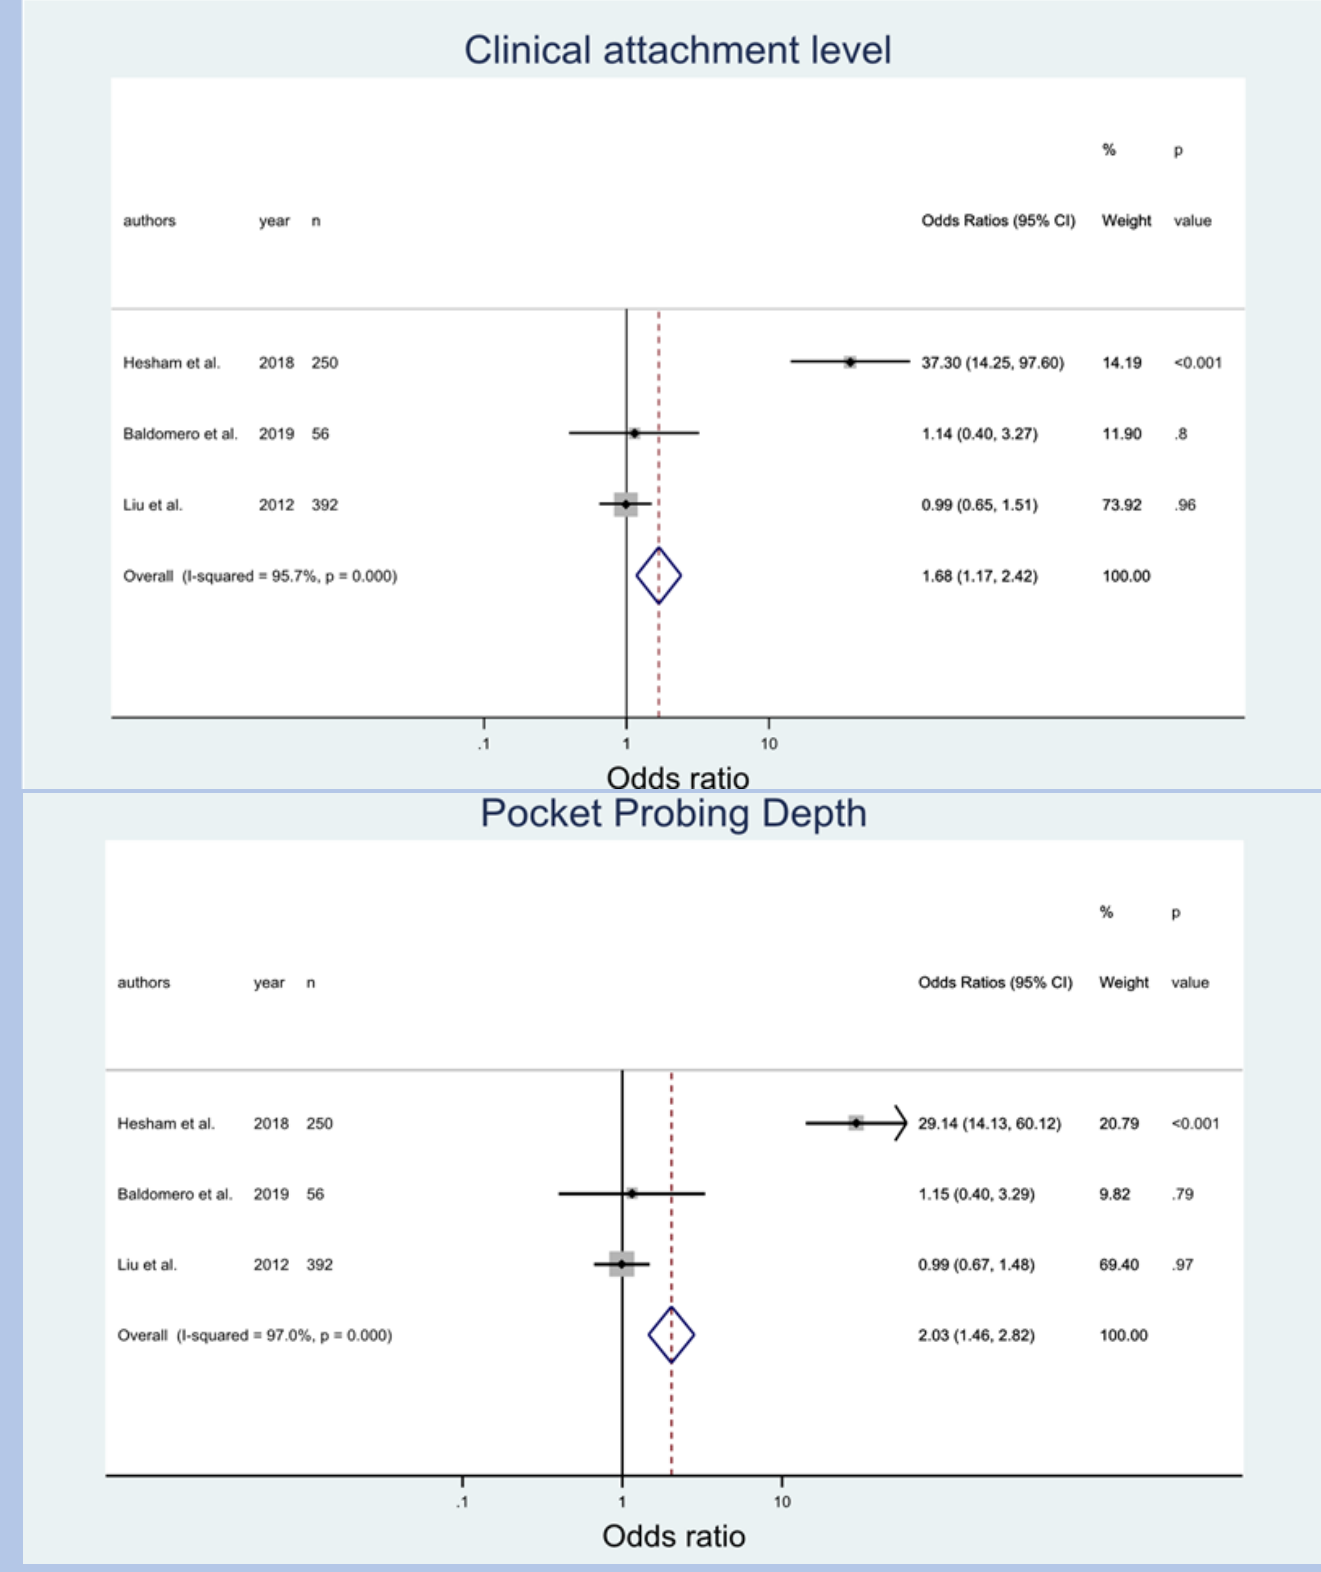 Clinical attachment level
% p
authors year n Odds Ratios (95% CI) Weight value
Hesham et al. 2018 250 37.30 (14.25, 97.60) 14.19 <0.001
Baldomero et al. 2019 56 1.14 (0.40, 3.27) 11.90 .8
Liu et al. 2012 392 0.99 (0.65, 1.51) 73.92 .96
Overall (I-squared = 95.7%, p = 0.000) 1.68 (1.17, 2.42) 100.00
.1 1 10
Odds ratio
Pocket Probing Depth
% p
authors year n Odds Ratios (95% CI) Weight value
Hesham et al. 2018 250 29.14 (14.13, 60.12) 20.79 <0.001
Baldomero et al. 2019 56 1.15 (0.40, 3.29) 9.82 .79
Liu et al. 2012 392 0.99 (0.67, 1.48) 69.40 .97
Overall (I-squared = 97.0%, p = 0.000) 2.03 (1.46, 2.82) 100.00
.1 1 10
Odds ratio